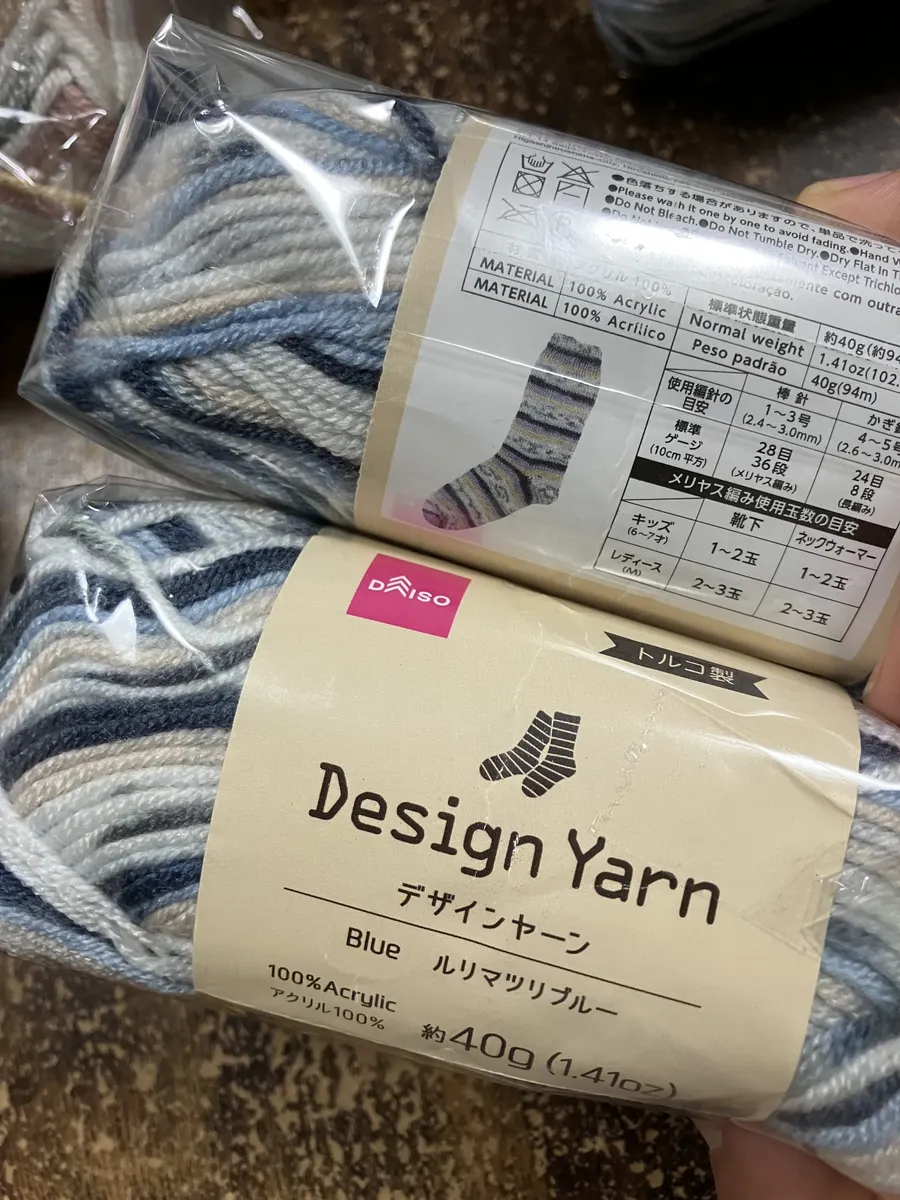 ●色落ちする場合がありますので、単品で洗って
●Please wash it one by one to avoid fading.●Hand W
●Do Not Bleach.●Do Not Tumble Dry.●Dry Flat In T
vent Except Trichlo
mente com outra
oloração.
アクリル 100%
MATERIAL 100% Acrylic
MATERIAL 100% Acrílico
標準状態重量 約40g(約94
Normal weight 1.41oz(102.
Peso padrão 40g(94m)
使用編針の目安
棒針
1~3号
(2.4~3.0mm)
かぎ針
4~5号
(2.6~3.0m
標準
ゲージ
(10cm 平方)
28目
36段
(メリヤス編み)
24目
8段
(長編み)
メリヤス編み使用玉数の目安
靴下
ネックウォーマー
キッズ
(6~7才)
1~2玉
1~2玉
レディース
(M)
2~3玉
2~3玉
DAISO
トルコ製
Design Yarn
デザインヤーン
Blue ルリマツリブルー
100%Acrylic
アクリル100%
約40g (1.41oz)